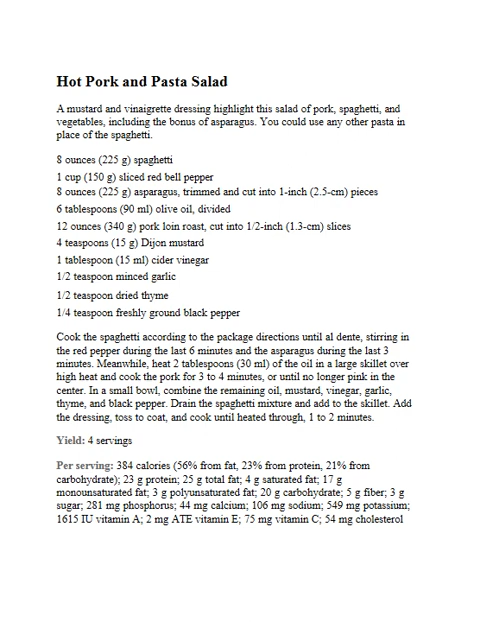 Hot Pork and Pasta Salad
A mustard and vinaigrette dressing highlight this salad of pork, spaghetti, and
vegetables, including the bonus of asparagus. You could use any other pasta in
place of the spaghetti.
8 ounces (225 g) spaghetti
1 cup (150 g) sliced red bell pepper
8 ounces (225 g) asparagus, trimmed and cut into 1-inch (2.5-cm) pieces
6 tablespoons (90 ml) olive oil, divided
12 ounces (340 g) pork loin roast, cut into 1/2-inch (1.3-cm) slices
4 teaspoons (15 g) Dijon mustard
1 tablespoon (15 ml) cider vinegar
1/2 teaspoon minced garlic
1/2 teaspoon dried thyme
1/4 teaspoon freshly ground black pepper
Cook the spaghetti according to the package directions until al dente, stirring in
the red pepper during the last 6 minutes and the asparagus during the last 3
minutes. Meanwhile, heat 2 tablespoons (30 ml) of the oil in a large skillet over
high heat and cook the pork for 3 to 4 minutes, or until no longer pink in the
center. In a small bowl, combine the remaining oil, mustard, vinegar, garlic,
thyme, and black pepper. Drain the spaghetti mixture and add to the skillet. Add
the dressing, toss to coat, and cook until heated through, 1 to 2 minutes.
Yield: 4 servings
Per serving: 384 calories (56% from fat, 23% from protein, 21% from
carbohydrate); 23 g protein; 25 g total fat; 4 g saturated fat; 17 g
monounsaturated fat; 3 g polyunsaturated fat; 20 g carbohydrate; 5 g fiber; 3 g
sugar; 281 mg phosphorus; 44 mg calcium; 106 mg sodium; 549 mg potassium;
1615 IU vitamin A; 2 mg ATE vitamin E; 75 mg vitamin C; 54 mg cholesterol